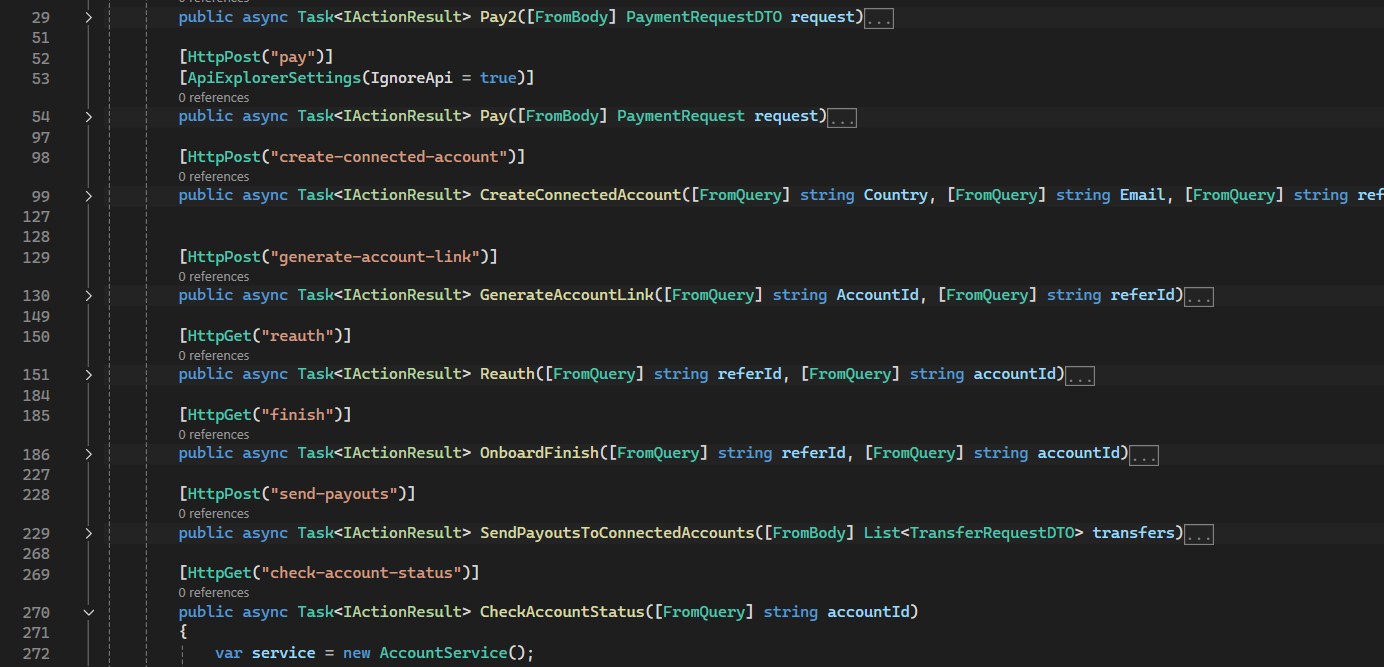 0 references
29 public async Task<IActionResult> Pay2([FromBody] PaymentRequestDTO request)...
51
52 [HttpPost("pay")]
53 [ApiExplorerSettings(IgnoreApi = true)]
0 references
54 public async Task<IActionResult> Pay([FromBody] PaymentRequest request)...
97
98 [HttpPost("create-connected-account")]
0 references
99 public async Task<IActionResult> CreateConnectedAccount([FromQuery] string Country, [FromQuery] string Email, [FromQuery] string ref
127
128
129 [HttpPost("generate-account-link")]
0 references
130 public async Task<IActionResult> GenerateAccountLink([FromQuery] string AccountId, [FromQuery] string referId)...
149
150 [HttpGet("reauth")]
0 references
151 public async Task<IActionResult> Reauth([FromQuery] string referId, [FromQuery] string accountId)...
184
185 [HttpGet("finish")]
0 references
186 public async Task<IActionResult> OnboardFinish([FromQuery] string referId, [FromQuery] string accountId)...
227
228 [HttpPost("send-payouts")]
0 references
229 public async Task<IActionResult> SendPayoutsToConnectedAccounts([FromBody] List<TransferRequestDTO> transfers)...
268
269 [HttpGet("check-account-status")]
0 references
270 public async Task<IActionResult> CheckAccountStatus([FromQuery] string accountId)
271 {
272 var service = new AccountService();